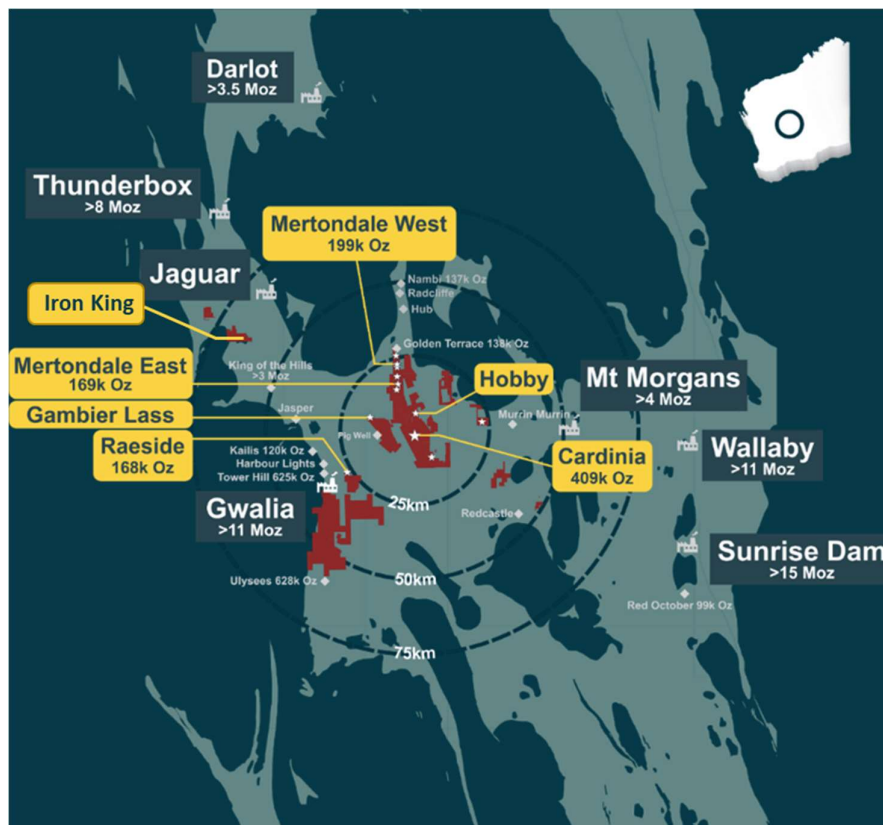 Darlot
>3.5 Moz
Thunderbox
>8 Moz
Mertondale West
199k Oz
Jaguar
Nambi 137k Oz
Radcliffe
Hub
Iron King
Golden Terrace 138k Oz
Mertondale East
169k Oz
King of the Hills
>3 Moz
Hobby
Mt Morgans
>4 Moz
Gambier Lass
Jasper
Murrin Murrin
Pig Well
Raeside
168k Oz
Kailis 120k Oz
Harbour Lights
Tower Hill 625k Oz
Cardinia
409k Oz
Wallaby
>11 Moz
Gwalia
>11 Moz
25km
Redcastle
Sunrise Dam
>15 Moz
Ulysees 628k Oz
50km
Red October 99k Oz
75km